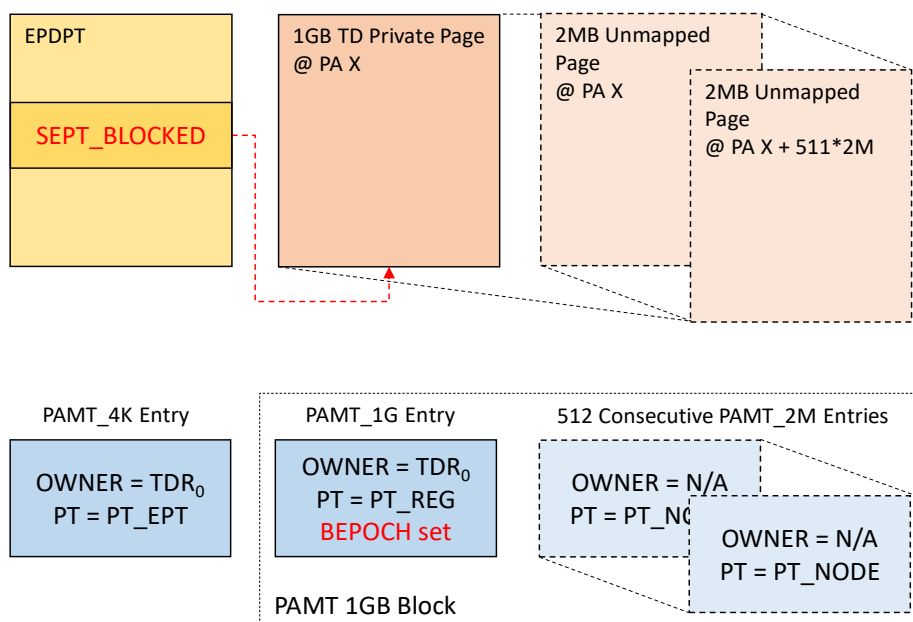 EPDPT
SEPT_BLOCKED
1GB TD Private Page
@ PA X
2MB Unmapped
Page
@ PA X
2MB Unmapped
Page
@ PA X + 511*2M
PAMT_4K Entry
OWNER = TDR₀
PT = PT_EPT
PAMT_1G Entry
OWNER = TDR₀
PT = PT_REG
BEPOCH set
PAMT 1GB Block
512 Consecutive PAMT_2M Entries
OWNER = N/A
PT =
OWNER = N/A
PT = PT_NODE